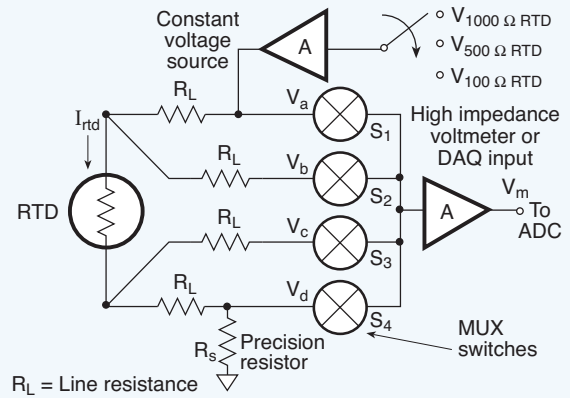 Constant
voltage
source
A
V1000 Ω RTD
V500 Ω RTD
V100 Ω RTD
RL
Va
S1
Irtd
High impedance
voltmeter or
DAQ input
RL
Vb
S2
Vm
RTD
A
To
ADC
RL
Vc
S3
RL
Vd
S4
Rs
Precision
resistor
MUX
switches
RL = Line resistance